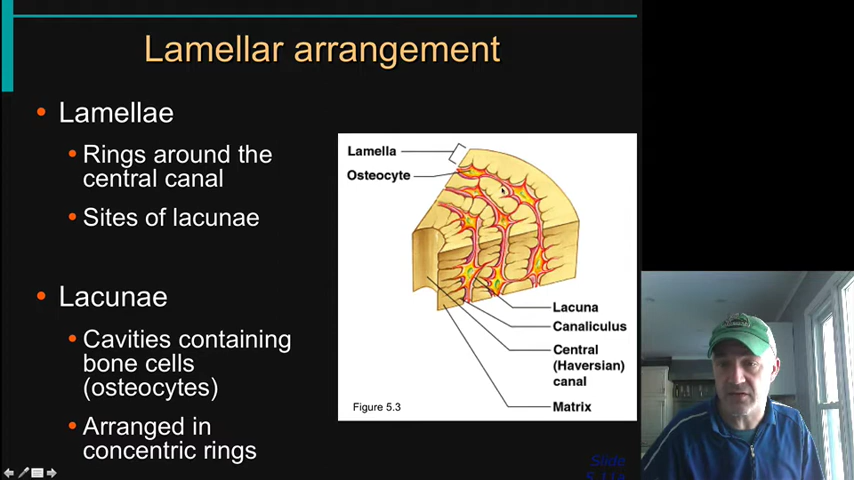 Lamellar arrangement
• Lamellae
• Rings around the
central canal
• Sites of lacunae
• Lacunae
• Cavities containing
bone cells
(osteocytes)
• Arranged in
concentric rings
Lamella
Osteocyte
Lacuna
Canaliculus
Central
(Haversian)
canal
Matrix
Figure 5.3
Slide